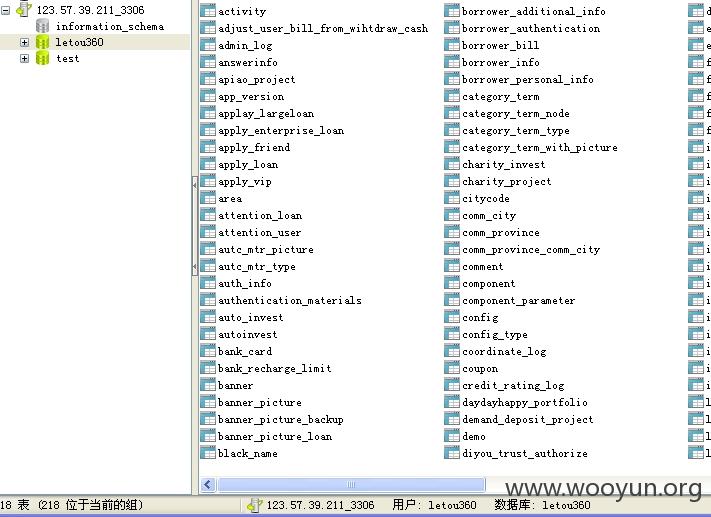 123.57.39.211_3306
information_schema
letou360
test
activity
adjust_user_bill_from_wihtdraw_cash
admin_log
answerinfo
apiao_project
app_version
applay_largeloan
apply_enterprise_loan
apply_friend
apply_loan
apply_vip
area
attention_loan
attention_user
autc_mtr_picture
autc_mtr_type
auth_info
authentication_materials
auto_invest
autoinvest
bank_card
bank_recharge_limit
banner
banner_picture
banner_picture_backup
banner_picture_loan
black_name
borrower_additional_info
borrower_authentication
borrower_bill
borrower_info
borrower_personal_info
category_term
category_term_node
category_term_type
category_term_with_picture
charity_invest
charity_project
citycode
comm_city
comm_province
comm_province_comm_city
comment
component
component_parameter
config
config_type
coordinate_log
coupon
credit_rating_log
daydayhappy_portfolio
demand_deposit_project
demo
diyou_trust_authorize
www.wooyun.org
18 表 (218 位于当前的组)
123.57.39.211_3306
用户: letou360
数据库: letou360